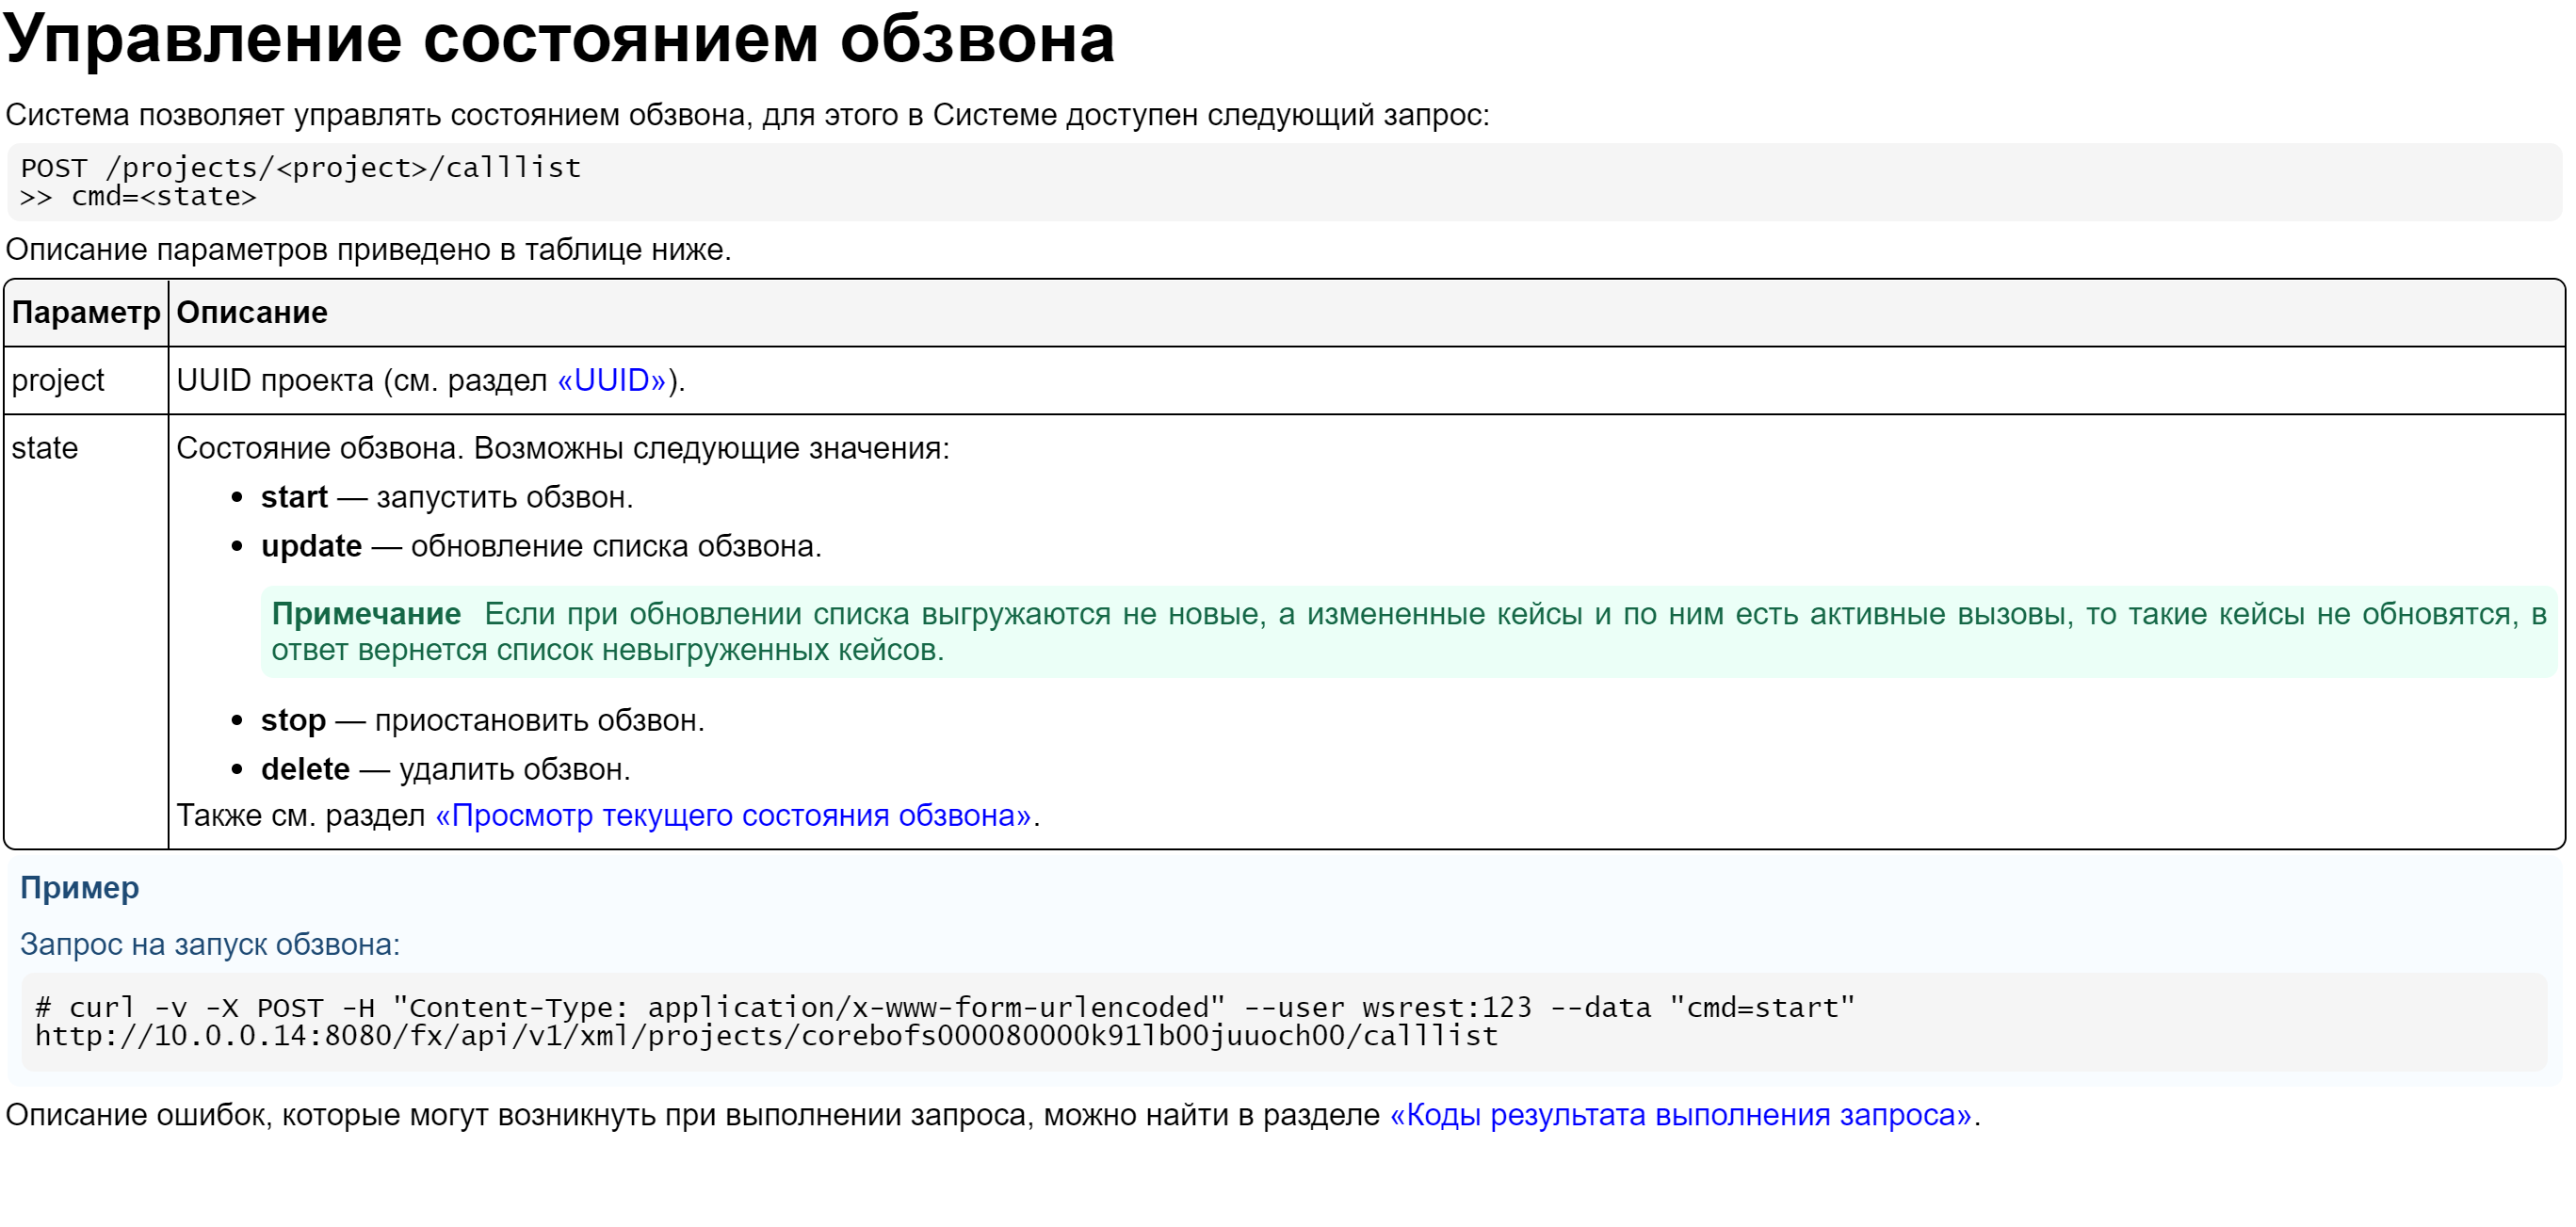 Управление состоянием обзвона
Система позволяет управлять состоянием обзвона, для этого в Системе доступен следующий запрос:
POST /projects/<project>/calllist
>> cmd=<state>
Описание параметров приведено в таблице ниже.
Параметр Описание
project UUID проекта (см. раздел «UUID»).
state Состояние обзвона. Возможны следующие значения:
• start — запустить обзвон.
• update — обновление списка обзвона.
Примечание Если при обновлении списка выгружаются не новые, а измененные кейсы и по ним есть активные вызовы, то такие кейсы не обновятся, в
ответ вернется список невыгруженных кейсов.
• stop — приостановить обзвон.
• delete — удалить обзвон.
Также см. раздел «Просмотр текущего состояния обзвона».
Пример
Запрос на запуск обзвона:
# curl -v -X POST -H "Content-Type: application/x-www-form-urlencoded" --user wsrest:123 --data "cmd=start"
http://10.0.0.14:8080/fx/api/v1/xml/projects/corebofs000080000k91lb00juuoch00/calllist
Описание ошибок, которые могут возникнуть при выполнении запроса, можно найти в разделе «Коды результата выполнения запроса».